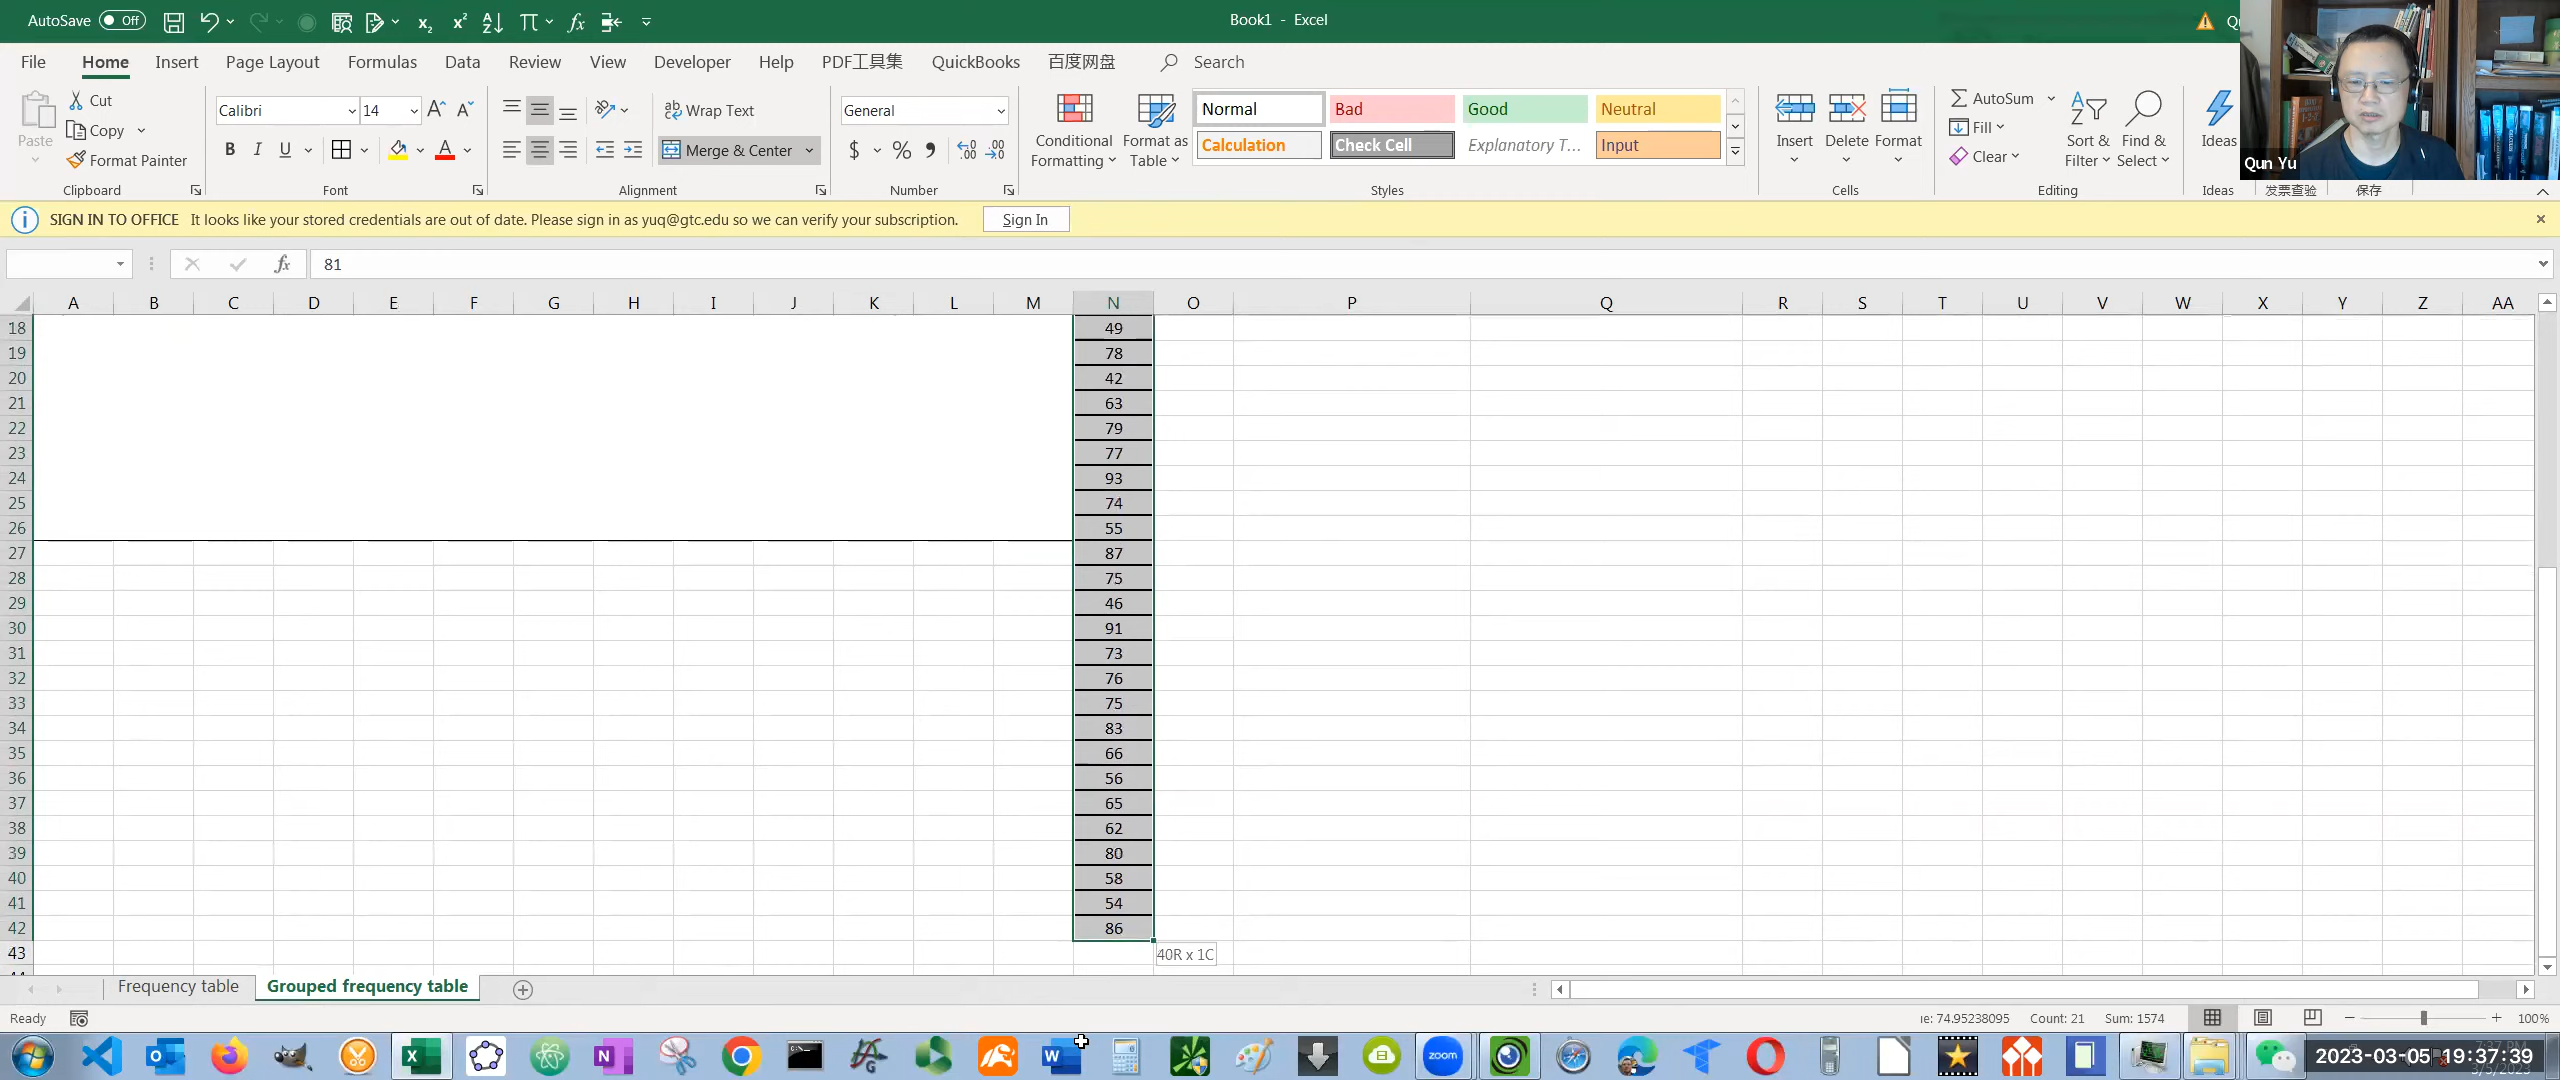 AutoSave Off
Book1 - Excel
File Home Insert Page Layout Formulas Data Review View Developer Help PDF工具集 QuickBooks 百度网盘 Search
Paste
Cut
Copy
Format Painter
Clipboard
Calibri 14
B I U
Font
Wrap Text
Merge & Center
Alignment
General
$ % 9
Number
Conditional Formatting
Format as Table
Normal Bad Good Neutral
Calculation Check Cell Explanatory T... Input
Styles
Insert Delete Format
Cells
AutoSum
Fill
Clear
Sort & Filter
Find & Select
Editing
Ideas
Ideas
发票查验
保存
Qun Yu
SIGN IN TO OFFICE It looks like your stored credentials are out of date. Please sign in as yuq@gtc.edu so we can verify your subscription. Sign In
fx 81
A B C D E F G H I J K L M N O P Q R S T U V W X Y Z AA
18 49
19 78
20 42
21 63
22 79
23 77
24 93
25 74
26 55
27 87
28 75
29 46
30 91
31 73
32 76
33 75
34 83
35 66
36 56
37 65
38 62
39 80
40 58
41 54
42 86
43
40R x 1C
Frequency table Grouped frequency table
Ready
74.95238095 Count: 21 Sum: 1574 100%
zoom
2023-03-05 19:37:39